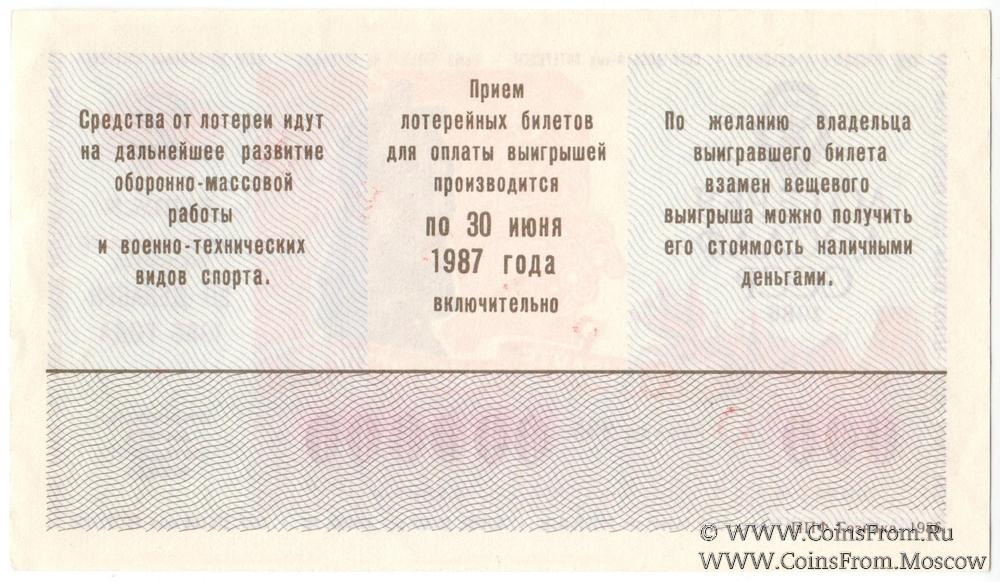 Средства от лотереи идут
на дальнейшее развитие
оборонно-массовой
работы
и военно-технических
видов спорта.
Прием
лотерейных билетов
для оплаты выигрышей
производится
по 30 июня
1987 года
включительно
По желанию владельца
выигравшего билета
взамен вещевого
выигрыша можно получить
его стоимость наличными
деньгами.
Гознака. 1986.
© WWW.CoinsFrom.Ru
WWW.CoinsFrom.Moscow